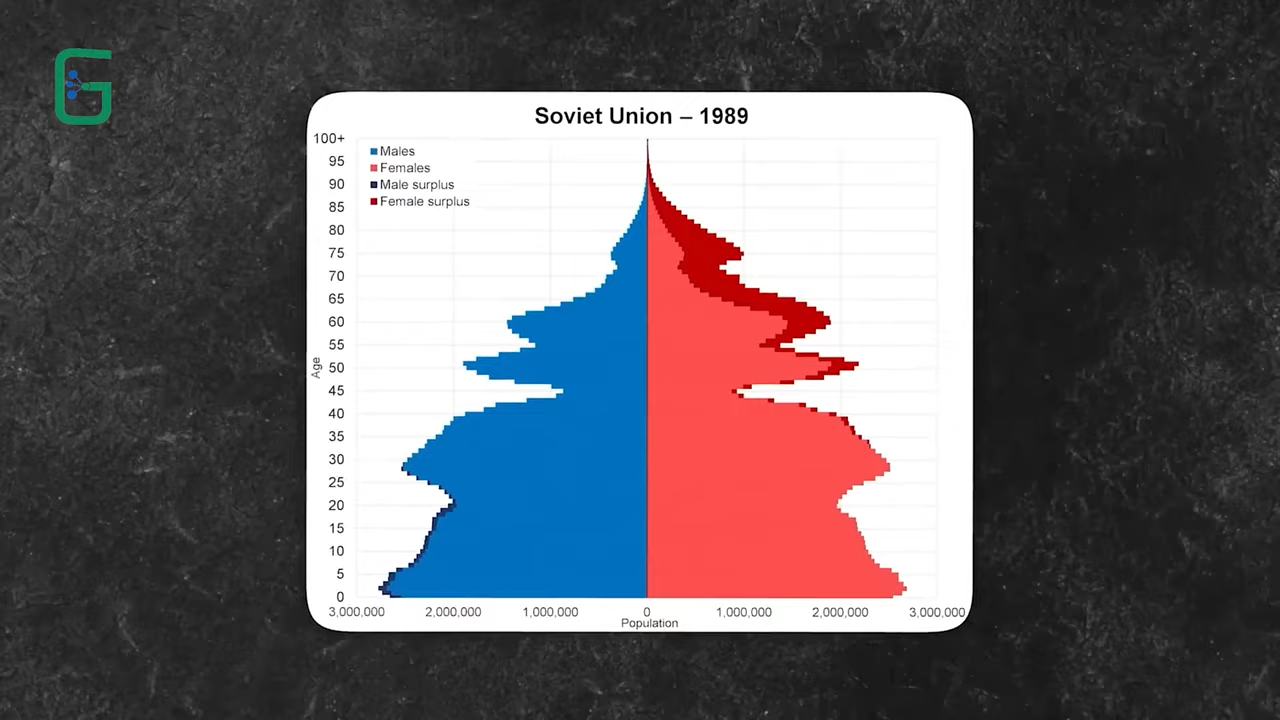 G
Soviet Union – 1989
100+
Males
95
Females
90
Male surplus
85
Female surplus
80
75
70
65
60
55
50
45
40
35
30
25
20
15
10
5
0
Age
3,000,000 2,000,000 1,000,000 0 1,000,000 2,000,000 3,000,000
Population